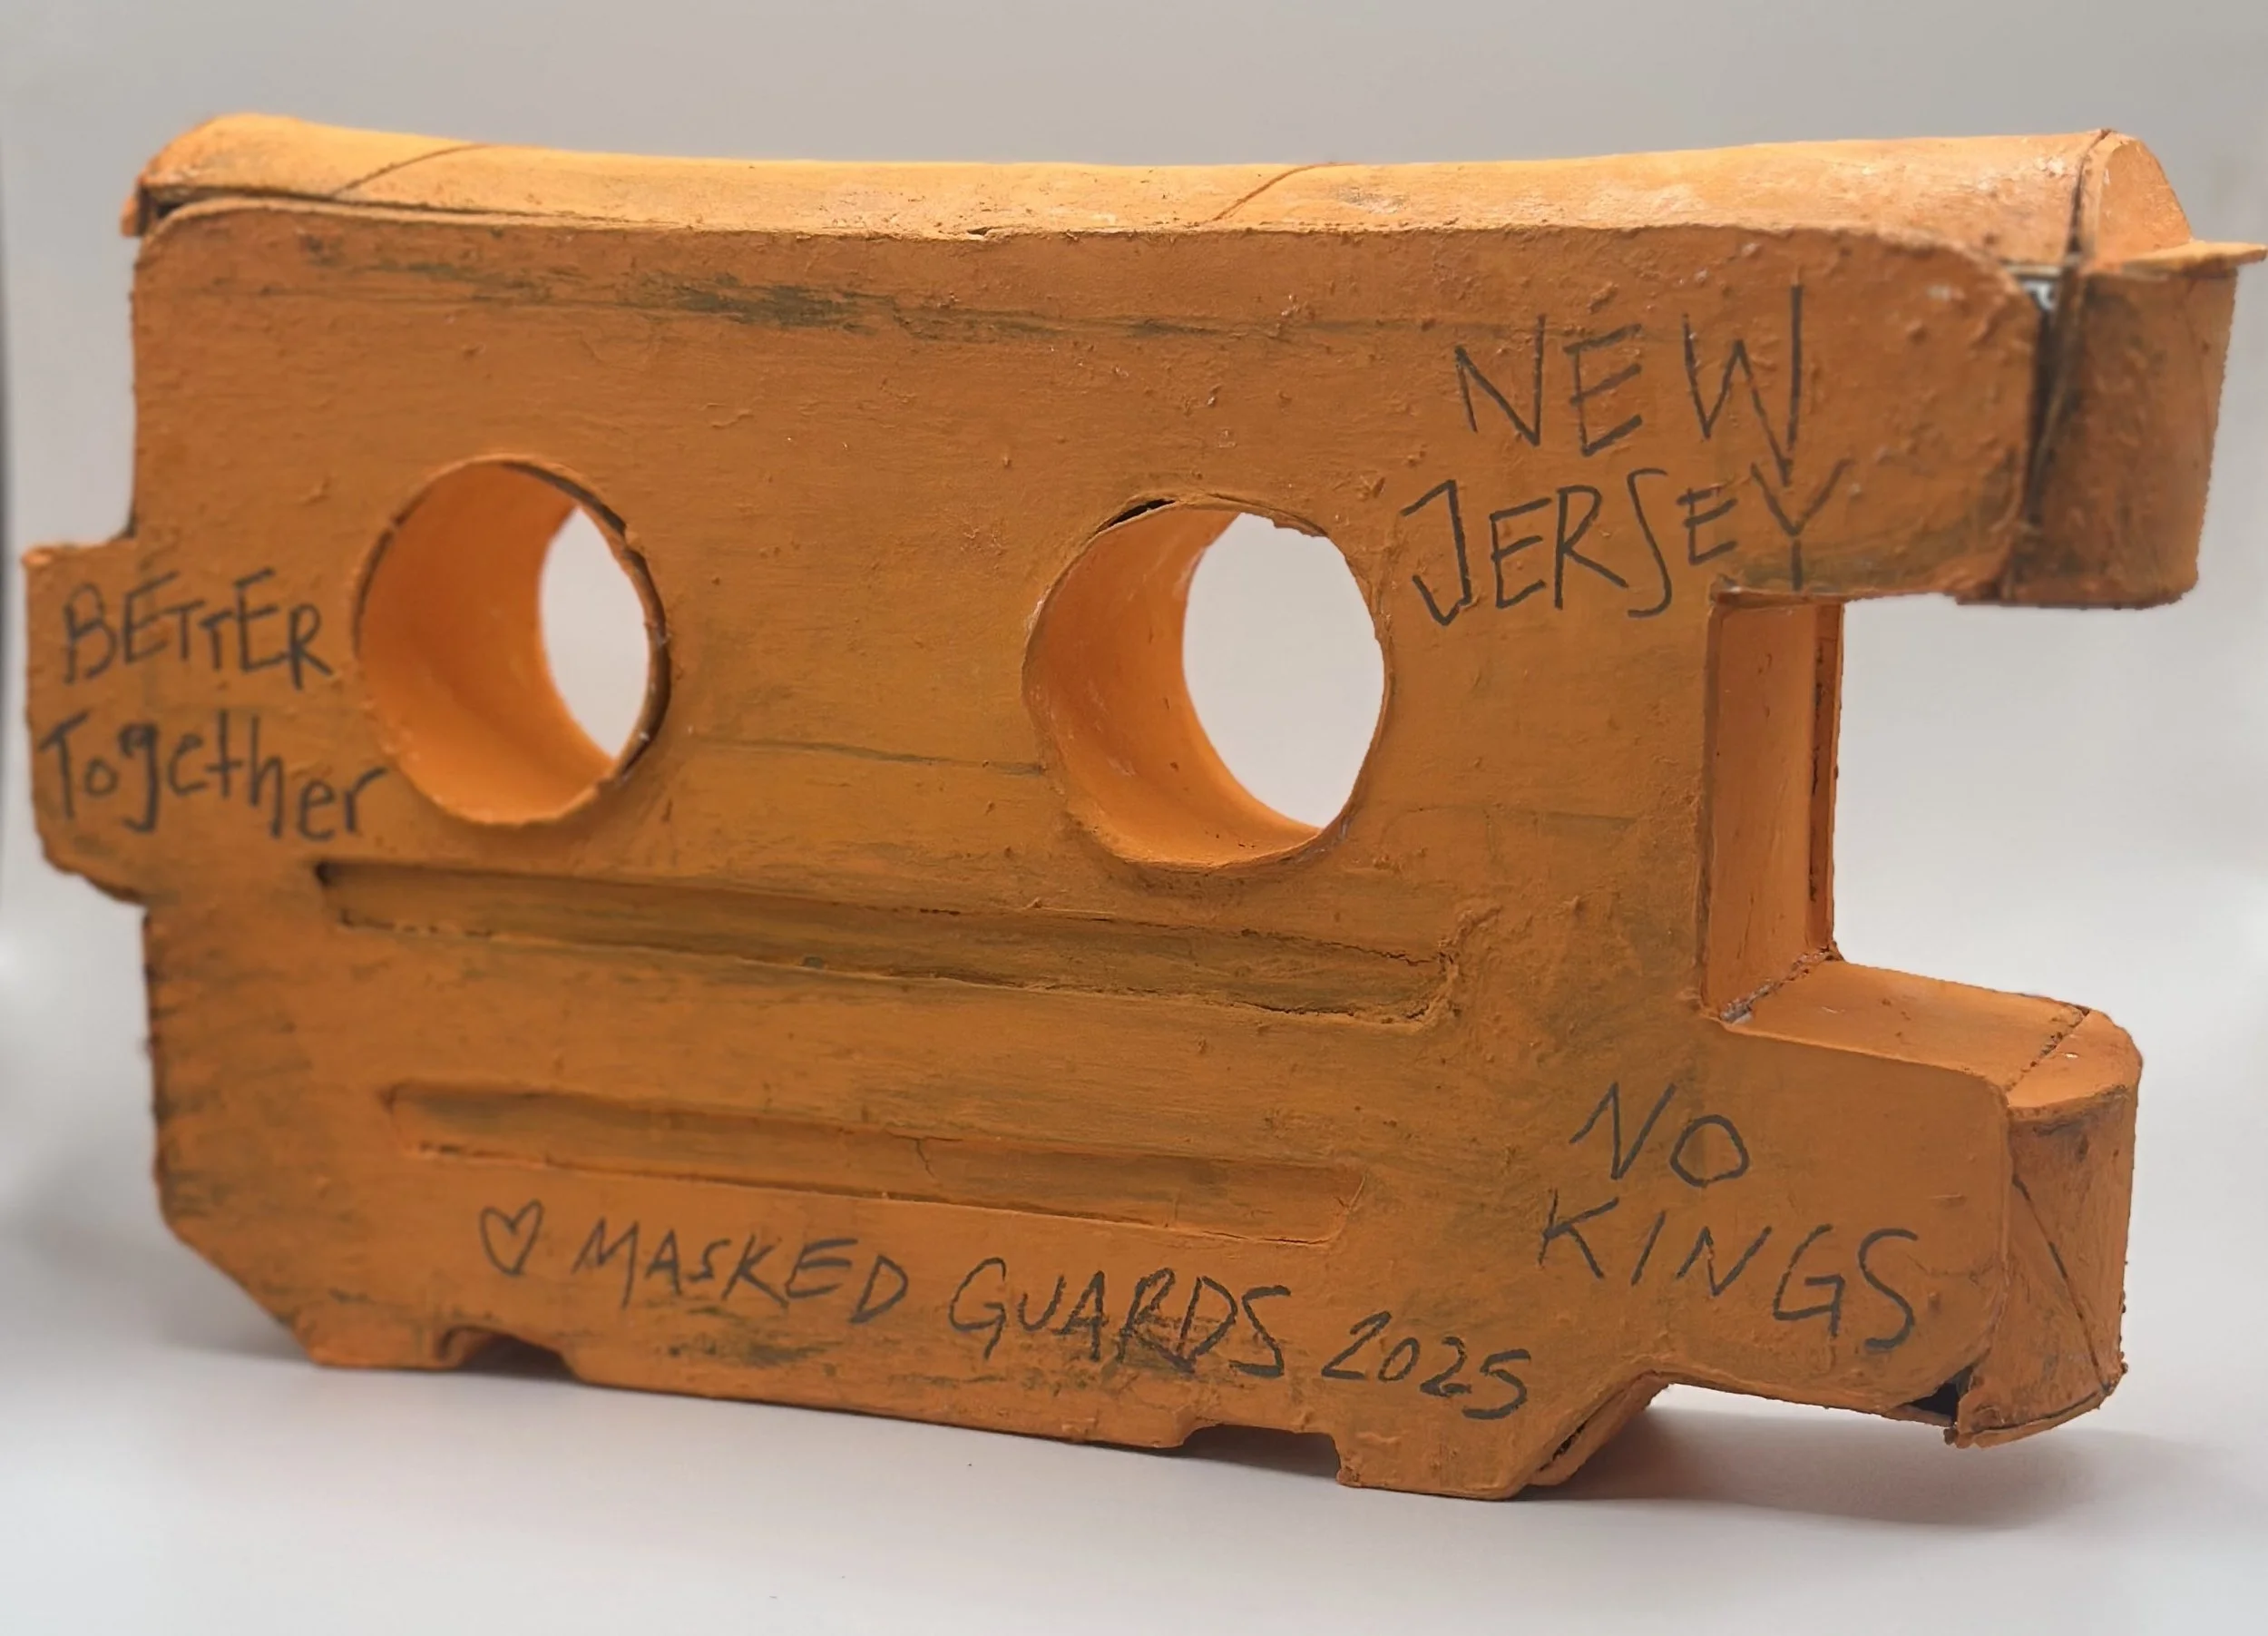 NEW
JERSEY
BETTER
Together
NO
KINGS
♡ MASKED GUARDS 2025